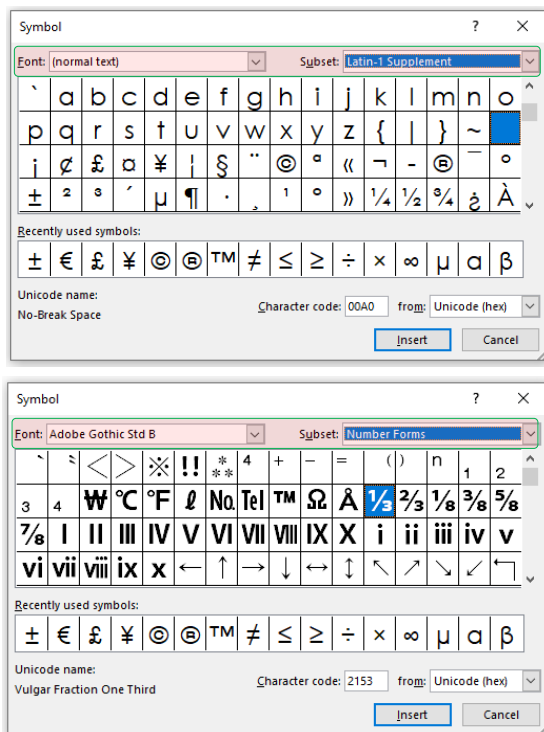 Symbol ? ×
Font: (normal text) Subset: Latin-1 Supplement
` a b c d e f g h i j k l m n o
p q r s t u v w x y z { | } ~
¡ ¢ £ ¤ ¥ ¦ § ¨ © ª « ¬ - ® ¯ °
± ² ³ ´ µ ¶ · ¸ ¹ º » ¼ ½ ¾ ¿ À
Recently used symbols:
± € £ ¥ © ® ™ ≠ ≤ ≥ ÷ × ∞ µ α β
Unicode name:
No-Break Space
Character code: 00A0 from: Unicode (hex)
Insert Cancel
Symbol ? ×
Font: Adobe Gothic Std B Subset: Number Forms
< > ※ ‼ ⁑ ⁴ ⁺ ⁻ ⁼ ⁽ ⁾ ⁿ ₁ ₂
₃ ₄ ₩ ℃ ℉ ℓ № ℡ ™ Ω Å ⅓ ⅔ ⅛ ⅜ ⅝
⅞ Ⅰ Ⅱ Ⅲ Ⅳ Ⅴ Ⅵ Ⅶ Ⅷ Ⅸ Ⅹ ⅰ ⅱ ⅲ ⅳ ⅴ
ⅵ ⅶ ⅷ ⅸ ⅹ ← ↑ → ↓ ↔ ↕ ↖ ↗ ↘ ↙ ↰
Recently used symbols:
± € £ ¥ © ® ™ ≠ ≤ ≥ ÷ × ∞ µ α β
Unicode name:
Vulgar Fraction One Third
Character code: 2153 from: Unicode (hex)
Insert Cancel